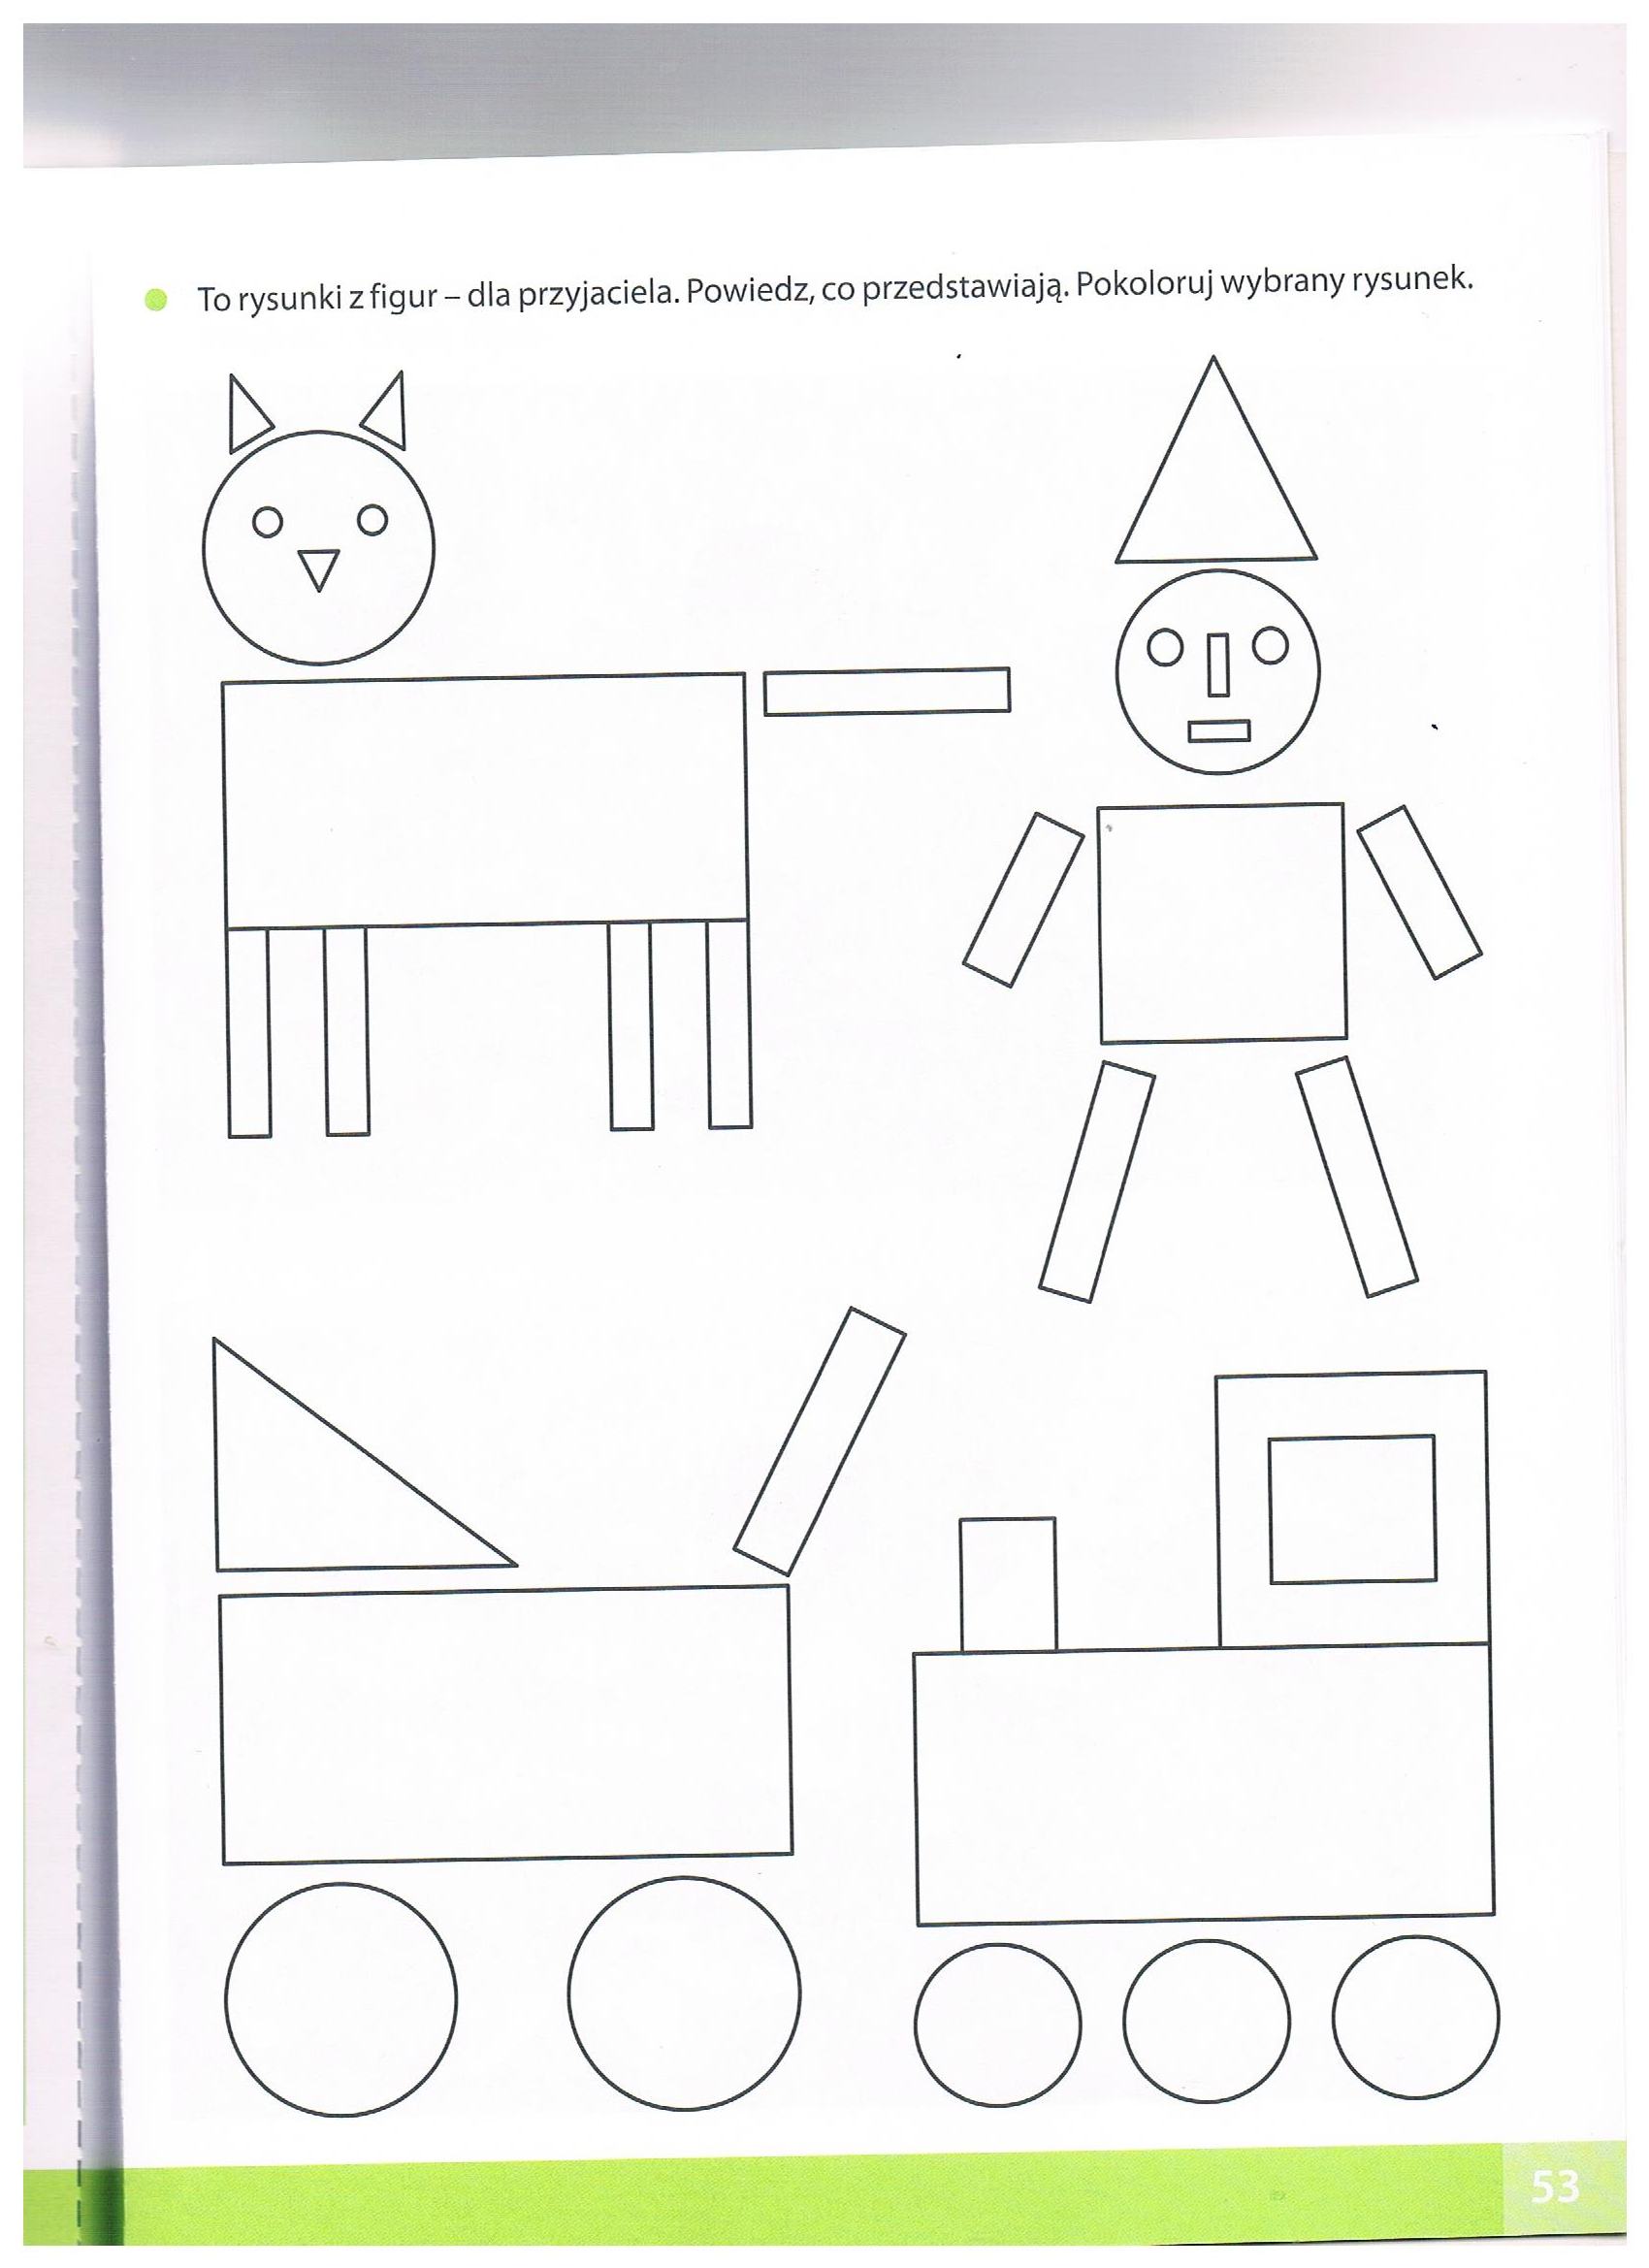 To rysunki z figur – dla przyjaciela. Powiedz, co przedstawiają. Pokoloruj wybrany rysunek.
53